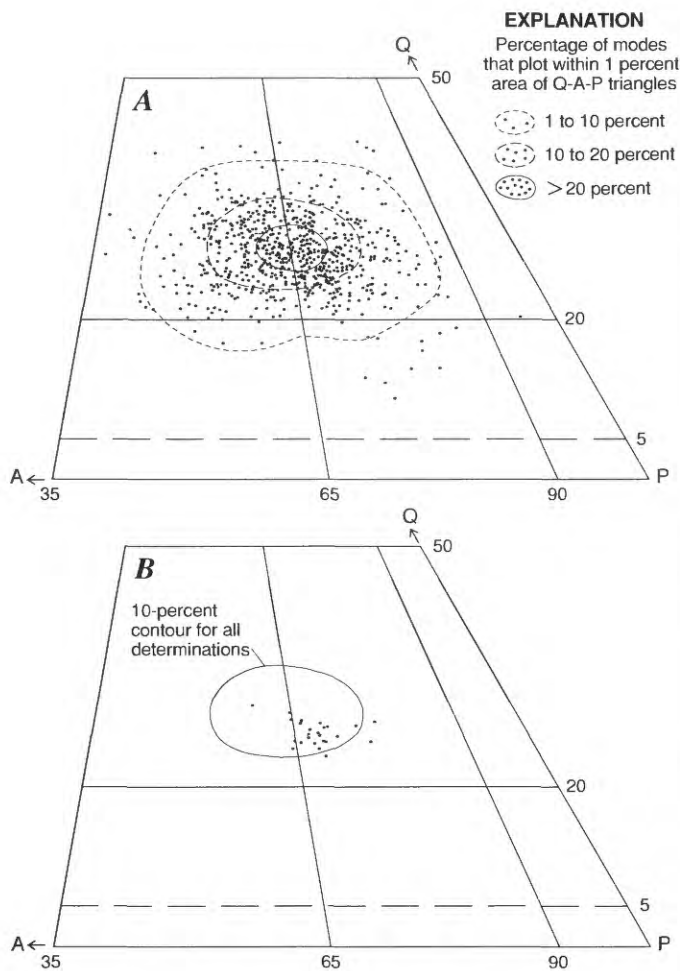 EXPLANATION
Percentage of modes
that plot within 1 percent
area of Q-A-P triangles
1 to 10 percent
10 to 20 percent
>20 percent
Q
50
A
20
5
A
P
35
65
90
Q
50
B
10-percent
contour for all
determinations
20
5
A
P
35
65
90